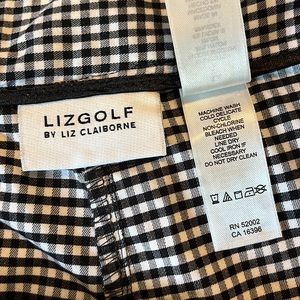 LIZGOLF
BY LIZ CLAIBORNE
MACHINE WASH
COLD DELICATE
CYCLE
NON-CHLORINE
BLEACH WHEN
NEEDED
LINE DRY
COOL IRON IF
NECESSARY
DO NOT DRY CLEAN
RN 52002
CA 16396